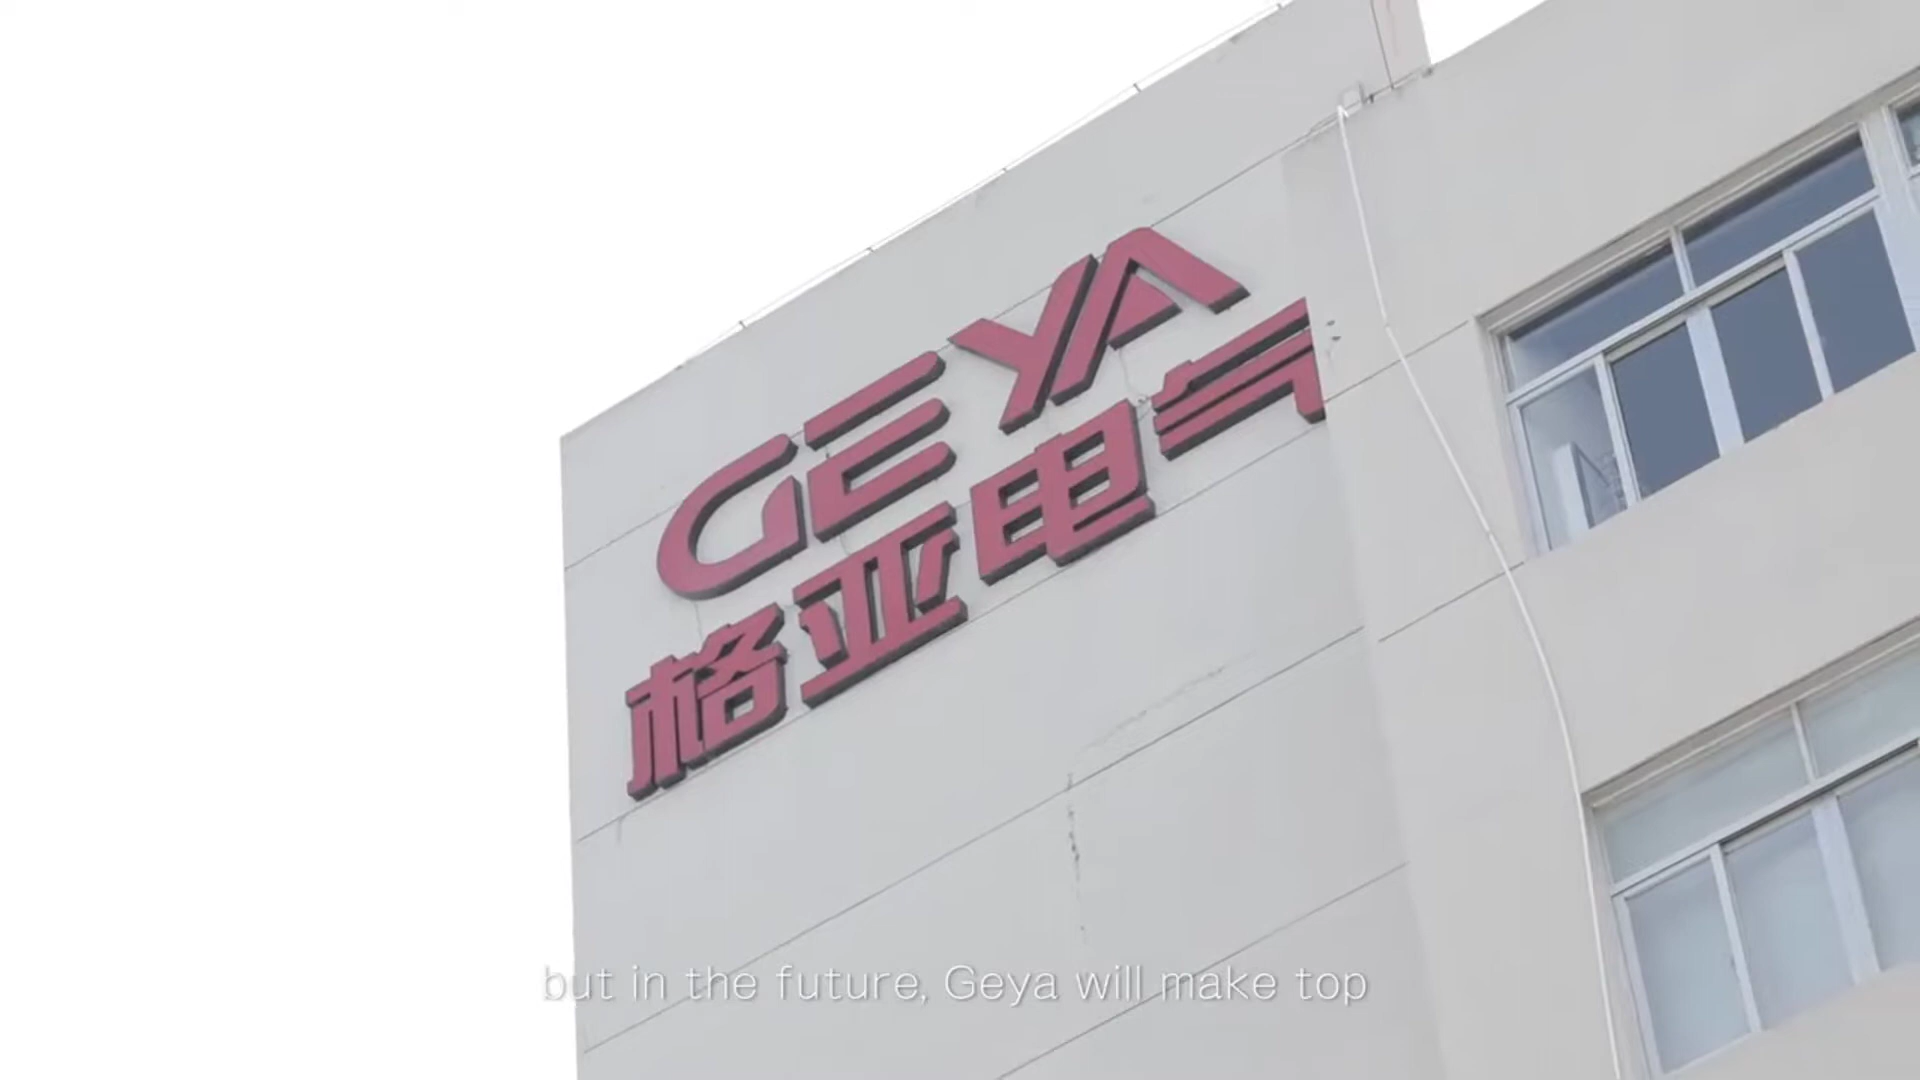 GEYA
格亚电气
but in the future, Geya will make top